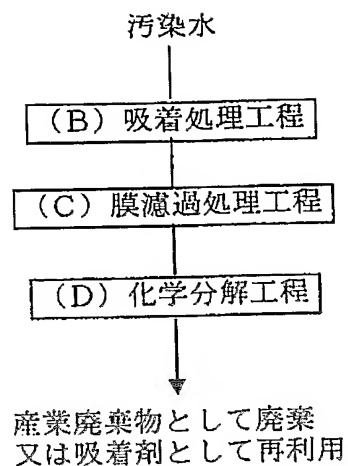 汚染水
(B) 吸着処理工程
(C) 膜濾過処理工程
(D) 化学分解工程
産業廃棄物として廃棄
又は吸着剤として再利用